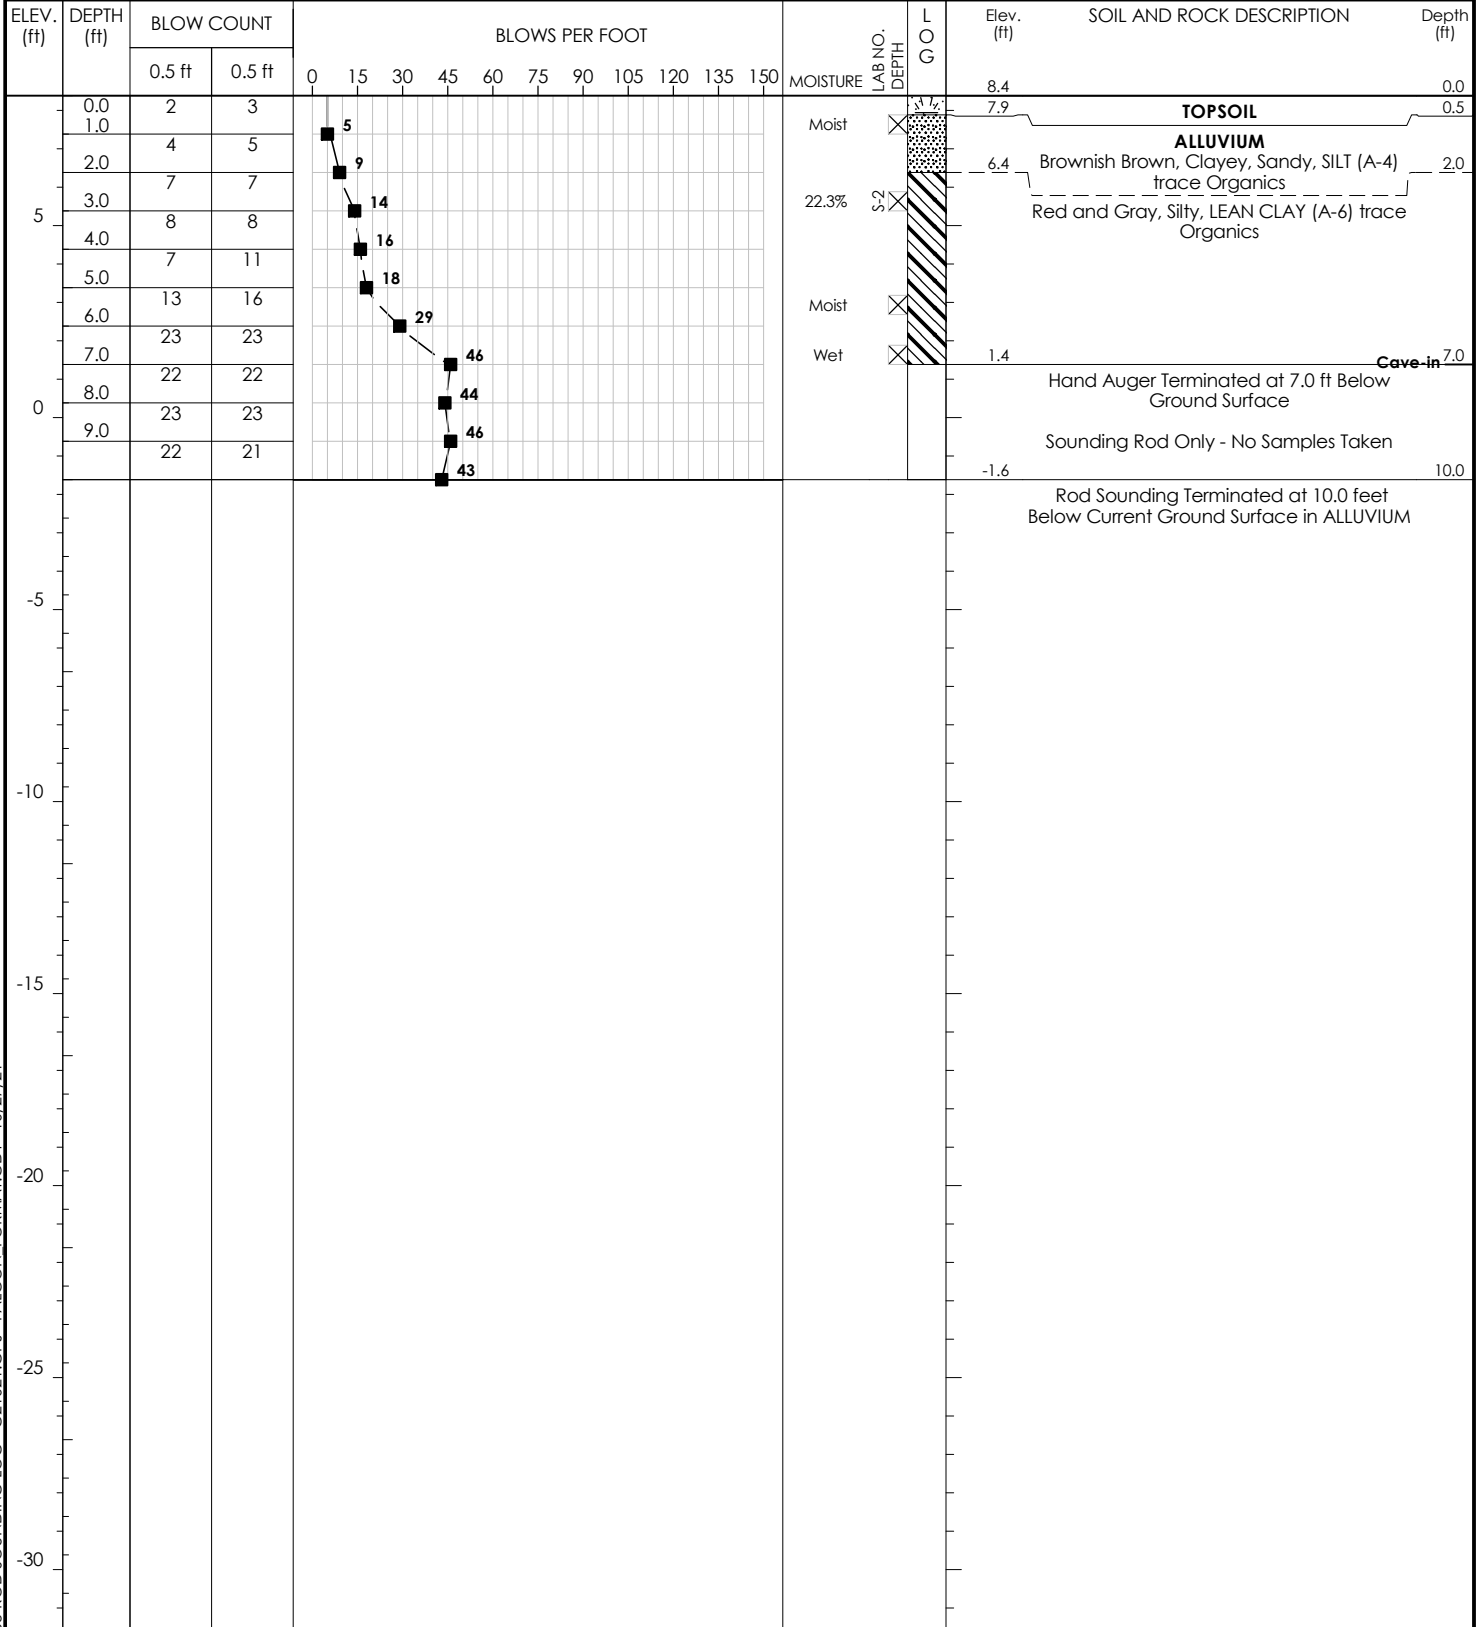 ELEV. (ft)
DEPTH (ft)
BLOW COUNT
0.5 ft 0.5 ft
BLOWS PER FOOT
0 15 30 45 60 75 90 105 120 135 150
MOISTURE
LAB NO.
DEPTH
LOG
Elev. (ft)
SOIL AND ROCK DESCRIPTION
Depth (ft)
8.4 0.0
0.0 2 3
7.9 TOPSOIL 0.5
1.0 5 Moist
4 5
ALLUVIUM
Brownish Brown, Clayey, Sandy, SILT (A-4)
trace Organics
2.0 9
6.4 2.0
7 7
3.0 14
22.3% S-2
Red and Gray, Silty, LEAN CLAY (A-6) trace
Organics
5
8 8
4.0 16
7 11
5.0 18
13 16
Moist
6.0 29
23 23
7.0 46
Wet
1.4 Cave-in 7.0
22 22
Hand Auger Terminated at 7.0 ft Below
Ground Surface
8.0 44
0
23 23
9.0 46
Sounding Rod Only - No Samples Taken
22 21
43
-1.6 10.0
Rod Sounding Terminated at 10.0 feet
Below Current Ground Surface in ALLUVIUM
-5
-10
-15
-20
-25
-30